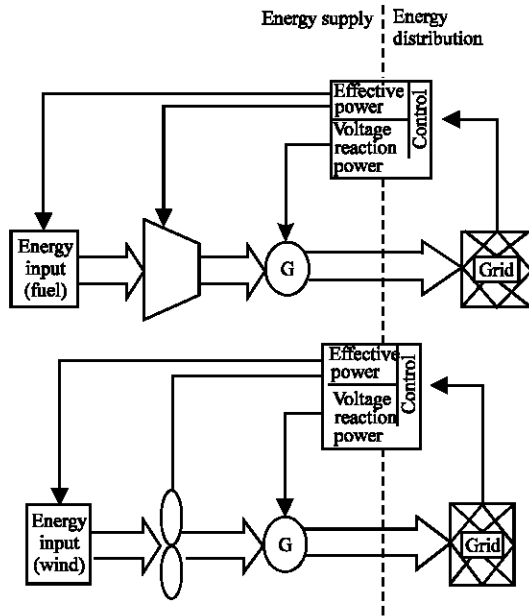 Energy supply
Energy
distribution
Effective
power
Voltage
reaction
power
Control
Energy
input
(fuel)
G
Grid
Effective
power
Voltage
reaction
power
Control
Energy
input
(wind)
G
Grid